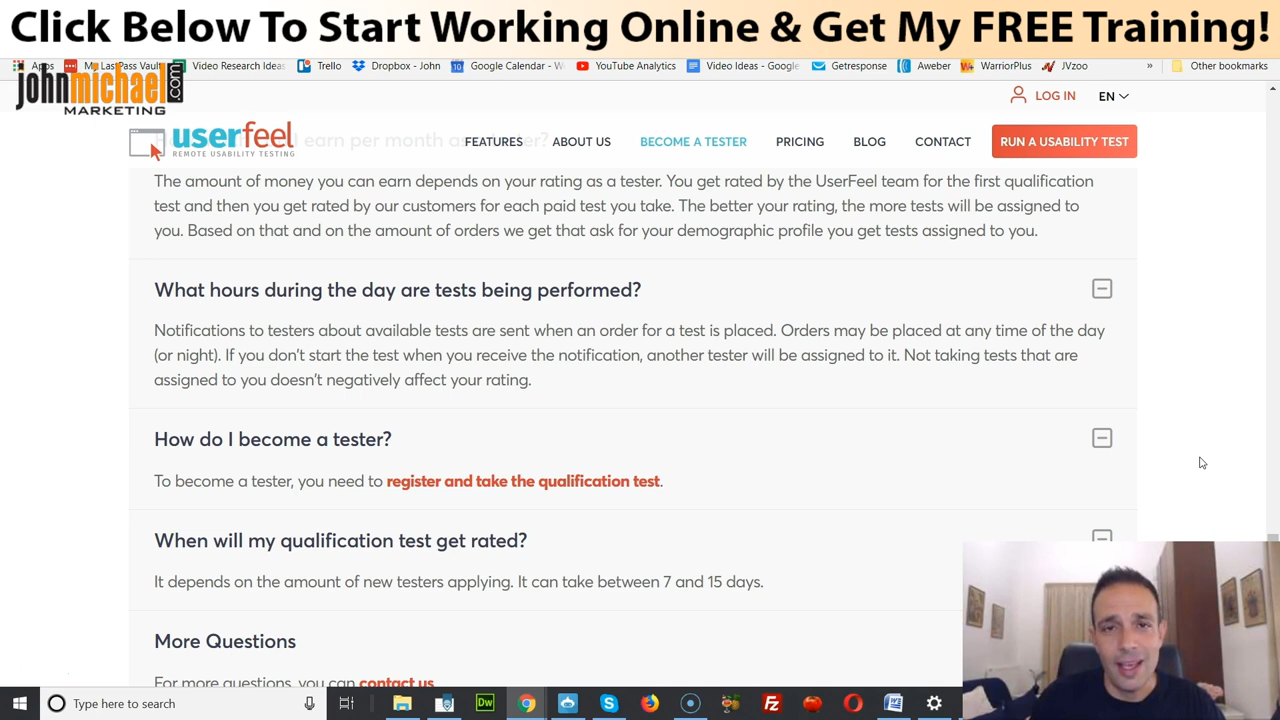 Click Below To Start Working Online & Get My FREE Training!
Apps My LastPass Vault Video Research Ideas Trello Dropbox - John Google Calendar - W YouTube Analytics Video Ideas - Google Getresponse Aweber WarriorPlus JVzoo » Other bookmarks
johnmichael.com
MARKETING
LOG IN EN
userfeel
REMOTE USABILITY TESTING
FEATURES ABOUT US BECOME A TESTER PRICING BLOG CONTACT RUN A USABILITY TEST
I earn per month as a tester?
The amount of money you can earn depends on your rating as a tester. You get rated by the UserFeel team for the first qualification
test and then you get rated by our customers for each paid test you take. The better your rating, the more tests will be assigned to
you. Based on that and on the amount of orders we get that ask for your demographic profile you get tests assigned to you.
What hours during the day are tests being performed?
Notifications to testers about available tests are sent when an order for a test is placed. Orders may be placed at any time of the day
(or night). If you don't start the test when you receive the notification, another tester will be assigned to it. Not taking tests that are
assigned to you doesn't negatively affect your rating.
How do I become a tester?
To become a tester, you need to register and take the qualification test.
When will my qualification test get rated?
It depends on the amount of new testers applying. It can take between 7 and 15 days.
More Questions
For more questions, you can contact us
Type here to search